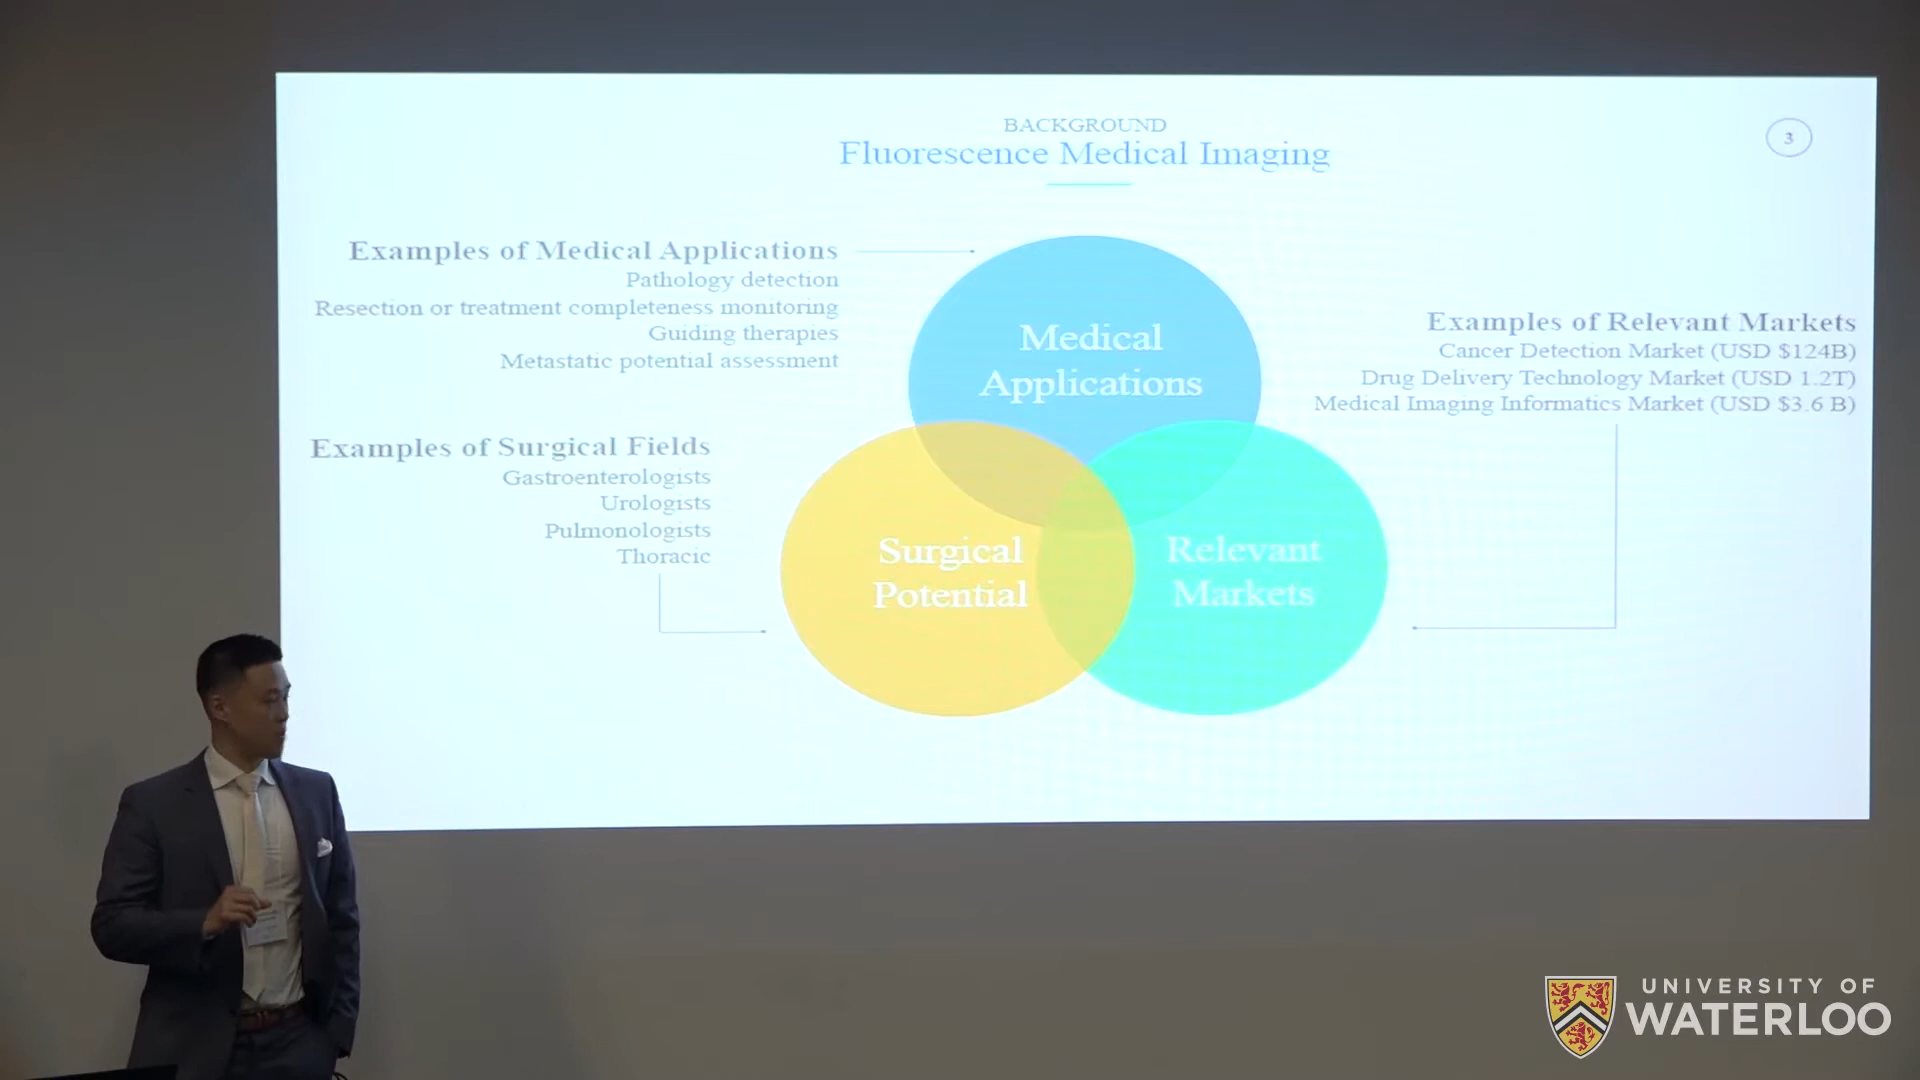 BACKGROUND
Fluorescence Medical Imaging
3
Examples of Medical Applications
Pathology detection
Resection or treatment completeness monitoring
Guiding therapies
Metastatic potential assessment
Examples of Surgical Fields
Gastroenterologists
Urologists
Pulmonologists
Thoracic
Medical
Applications
Surgical
Potential
Relevant
Markets
Examples of Relevant Markets
Cancer Detection Market (USD $124B)
Drug Delivery Technology Market (USD 1.2T)
Medical Imaging Informatics Market (USD $3.6 B)
UNIVERSITY OF
WATERLOO